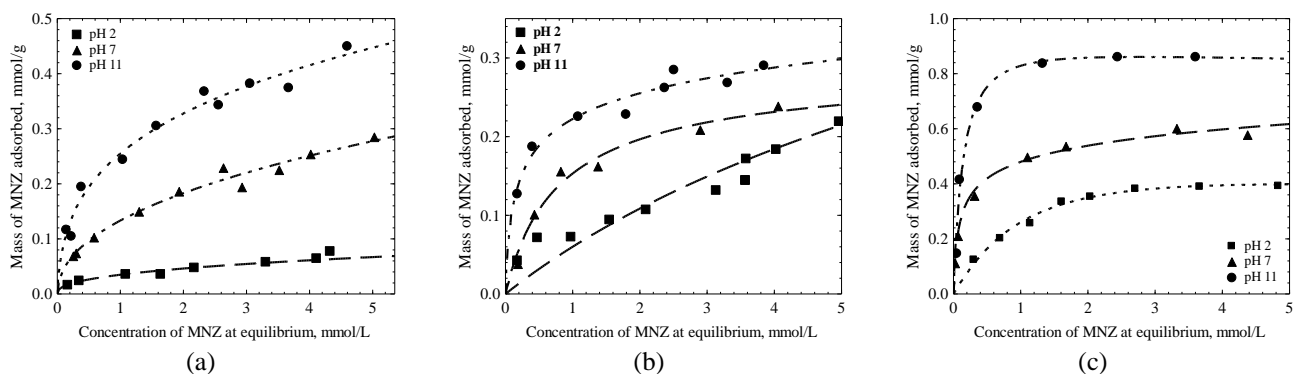 Mass of MNZ adsorbed, mmol/g
0.5
0.4
0.3
0.2
0.1
0.0
pH 2
pH 7
pH 11
0 1 2 3 4 5
Concentration of MNZ at equilibrium, mmol/L
(a)
Mass of MNZ adsorbed, mmol/g
0.3
0.2
0.1
0.0
pH 2
pH 7
pH 11
0 1 2 3 4 5
Concentration of MNZ at equilibrium, mmol/L
(b)
Mass of MNZ adsorbed, mmol/g
1.0
0.8
0.6
0.4
0.2
0.0
pH 2
pH 7
pH 11
0 1 2 3 4 5
Concentration of MNZ at equilibrium, mmol/L
(c)